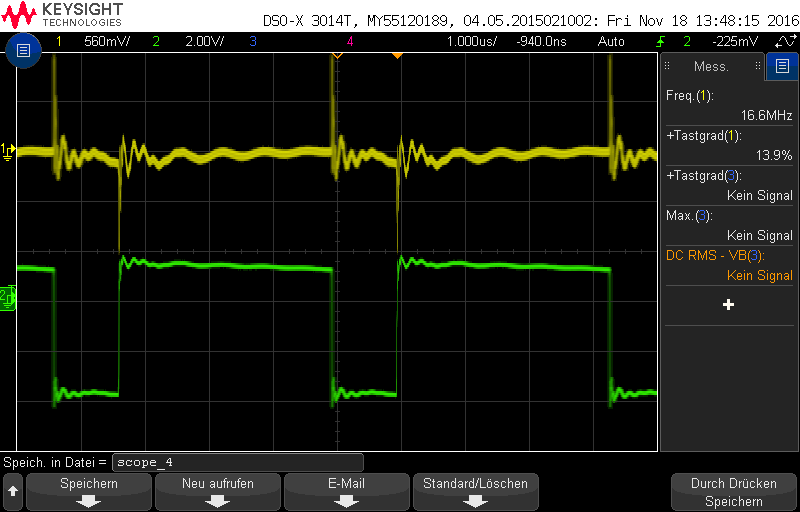 KEYSIGHT
TECHNOLOGIES
DSO-X 3014T, MY55120189, 04.05.2015021002: Fri Nov 18 13:48:15 2016
1 560mV/ 2 2.00V/ 3 4 1.000us/ -940.0ns Auto 2 -225mV
Mess.
Freq.(1):
16.6MHz
+Tastgrad(1):
13.9%
+Tastgrad(3):
Kein Signal
Max.(3):
Kein Signal
DC RMS - VB(3):
Kein Signal
1
2
Speich. in Datei = scope_4
Speichern
Neu aufrufen
E-Mail
Standard/Löschen
Durch Drücken
Speichern